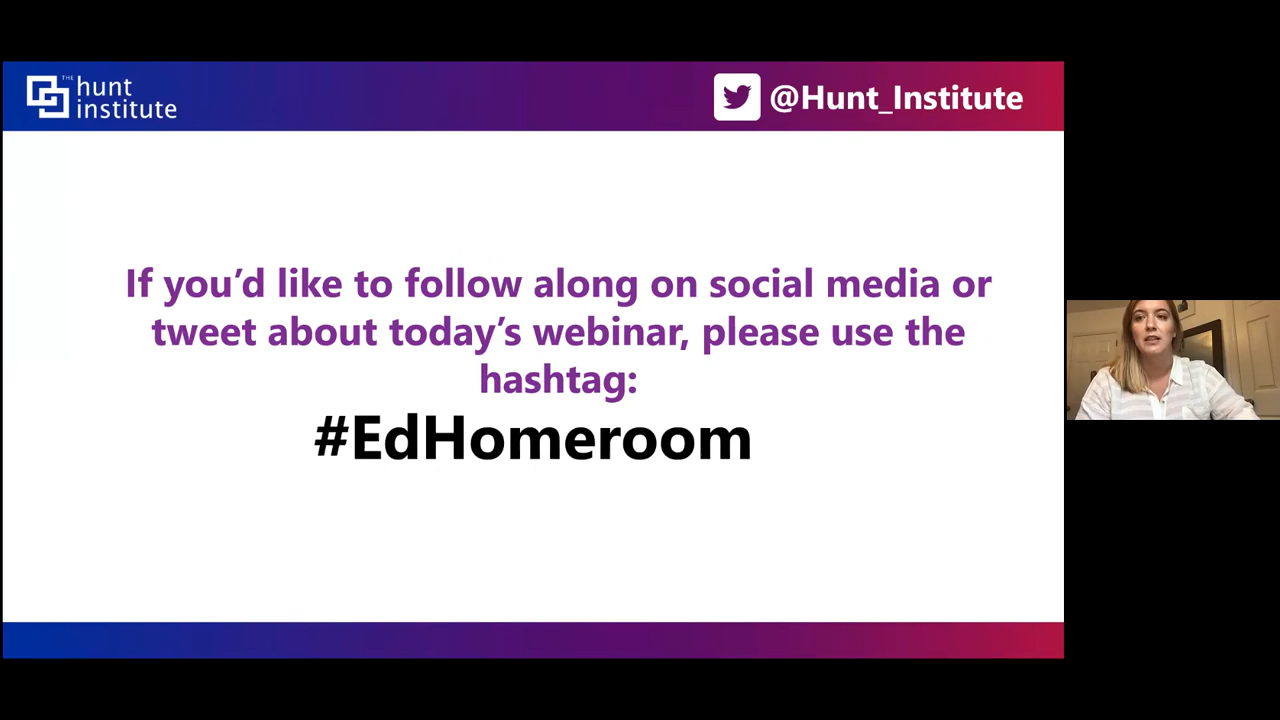 THE hunt
institute
@Hunt_Institute
If you’d like to follow along on social media or
tweet about today’s webinar, please use the
hashtag:
#EdHomeroom